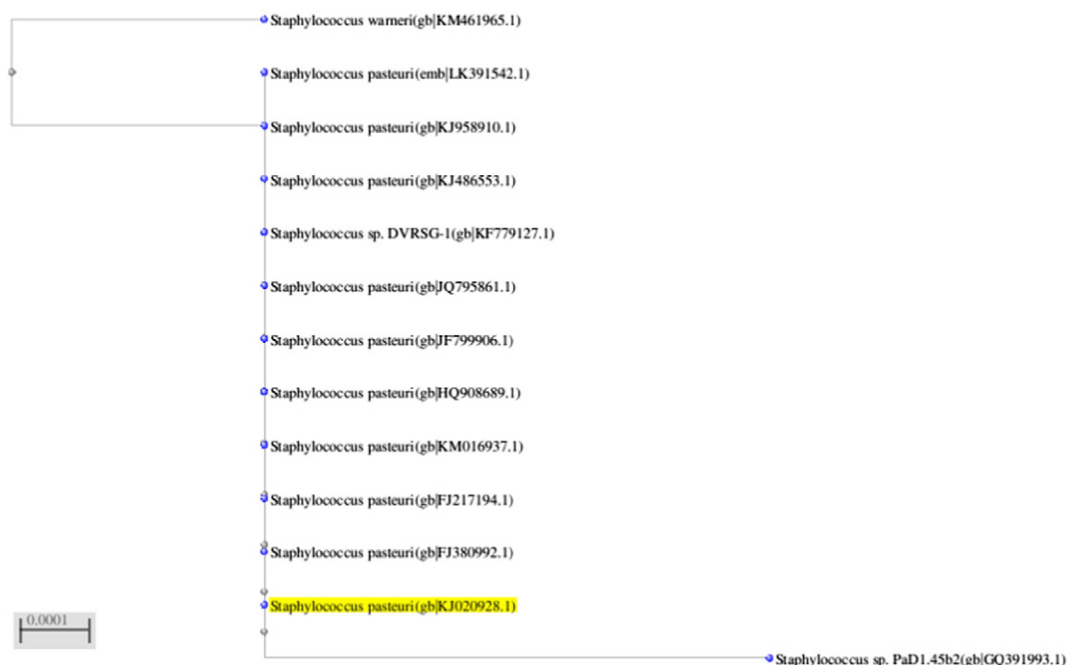 Staphylococcus warneri(gb|KM461965.1)
Staphylococcus pasteuri(emb|LK391542.1)
Staphylococcus pasteuri(gb|KJ958910.1)
Staphylococcus pasteuri(gb|KJ486553.1)
Staphylococcus sp. DVRSG-1(gb|KF779127.1)
Staphylococcus pasteuri(gb|JQ795861.1)
Staphylococcus pasteuri(gb|JF799906.1)
Staphylococcus pasteuri(gb|HQ908689.1)
Staphylococcus pasteuri(gb|KM016937.1)
Staphylococcus pasteuri(gb|FJ217194.1)
Staphylococcus pasteuri(gb|FJ380992.1)
Staphylococcus pasteuri(gb|KJ020928.1)
0.0001
Staphylococcus sp. PaD1.45b2(gb|GQ391993.1)